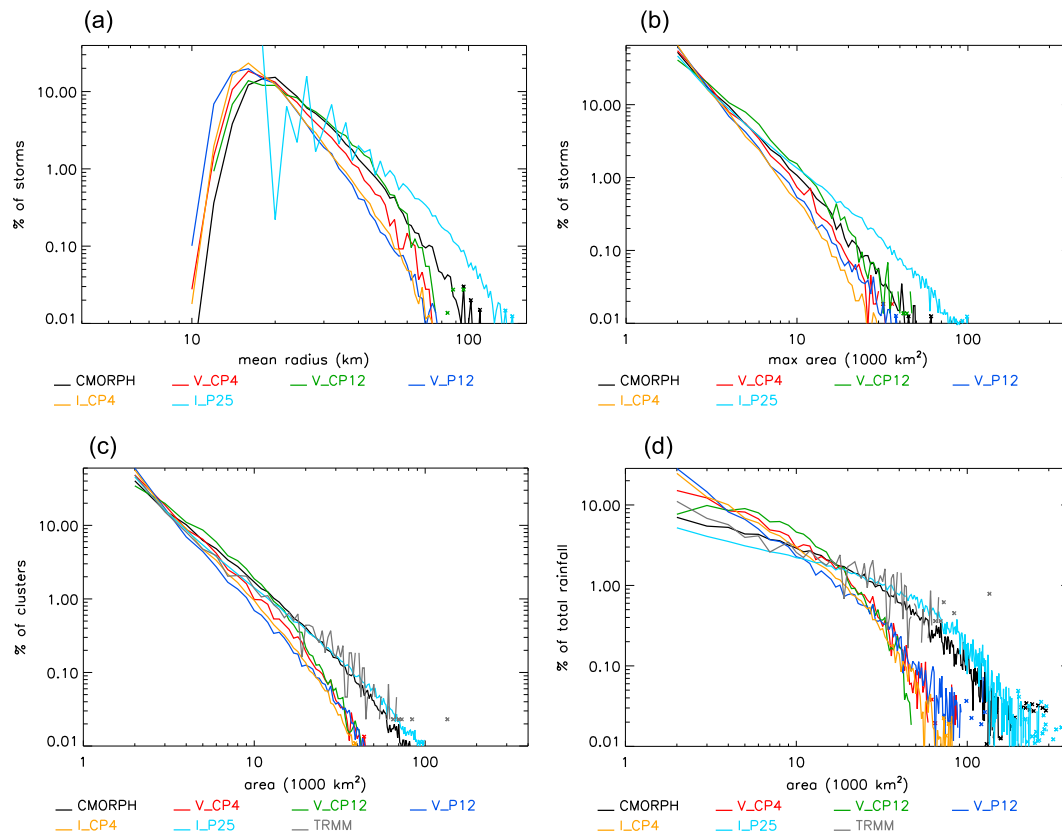 (a)
% of storms
10.00
1.00
0.10
0.01
10
100
mean radius (km)
CMORPH V_CP4 V_CP12 V_P12
I_CP4 I_P25
(b)
% of storms
10.00
1.00
0.10
0.01
1
10
100
max area (1000 km²)
CMORPH V_CP4 V_CP12 V_P12
I_CP4 I_P25
(c)
% of clusters
10.00
1.00
0.10
0.01
1
10
100
area (1000 km²)
CMORPH V_CP4 V_CP12 V_P12
I_CP4 I_P25 TRMM
(d)
% of total rainfall
10.00
1.00
0.10
0.01
1
10
100
area (1000 km²)
CMORPH V_CP4 V_CP12 V_P12
I_CP4 I_P25 TRMM